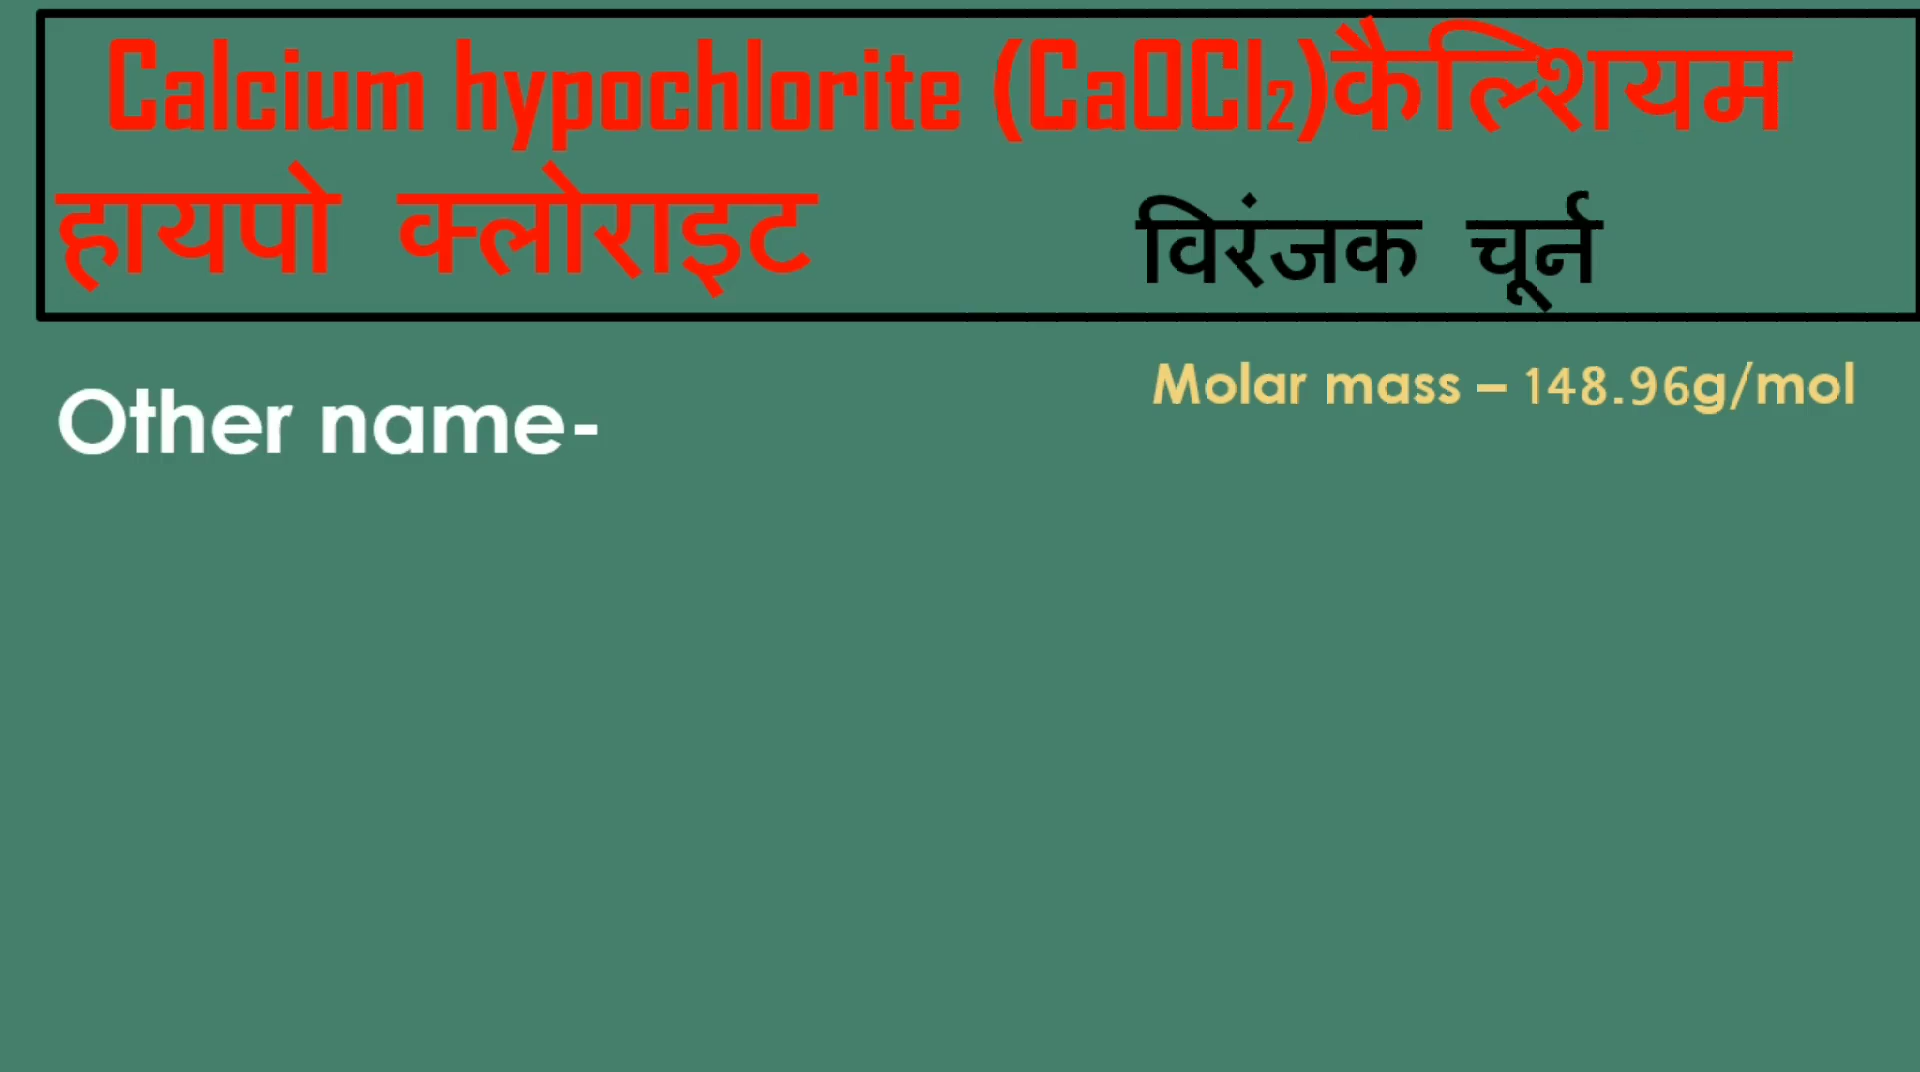 Calcium hypochlorite (CaOCl₂)कैल्शियम
हायपो क्लोराइट विरंजक चूर्न
Molar mass – 148.96g/mol
Other name-